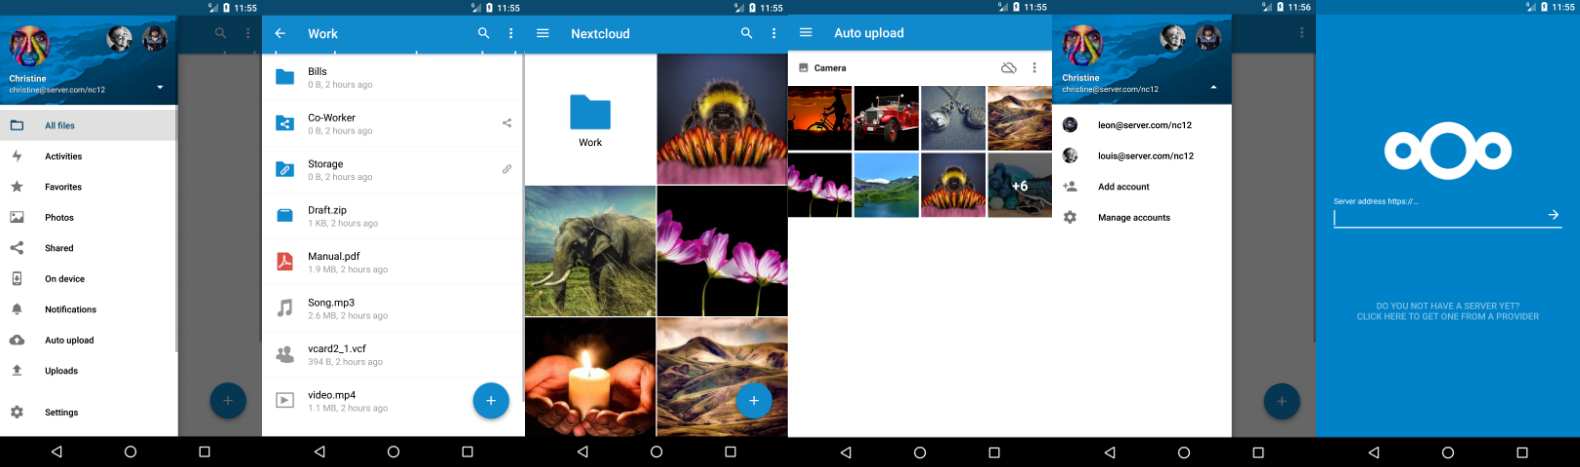 11:55
Christine
christine@server.com/nc12
All files
Activities
Favorites
Photos
Shared
On device
Notifications
Auto upload
Uploads
Settings
11:55
Work
Bills
0 B, 2 hours ago
Co-Worker
0 B, 2 hours ago
Storage
0 B, 2 hours ago
Draft.zip
1 KB, 2 hours ago
Manual.pdf
1.9 MB, 2 hours ago
Song.mp3
2.6 MB, 2 hours ago
vcard2_1.vcf
394 B, 2 hours ago
video.mp4
1.1 MB, 2 hours ago
11:55
Nextcloud
Work
11:55
Auto upload
Camera
+6
11:56
Christine
christine@server.com/nc12
leon@server.com/nc12
louis@server.com/nc12
Add account
Manage accounts
11:55
Server address https://…
DO YOU NOT HAVE A SERVER YET?
CLICK HERE TO GET ONE FROM A PROVIDER